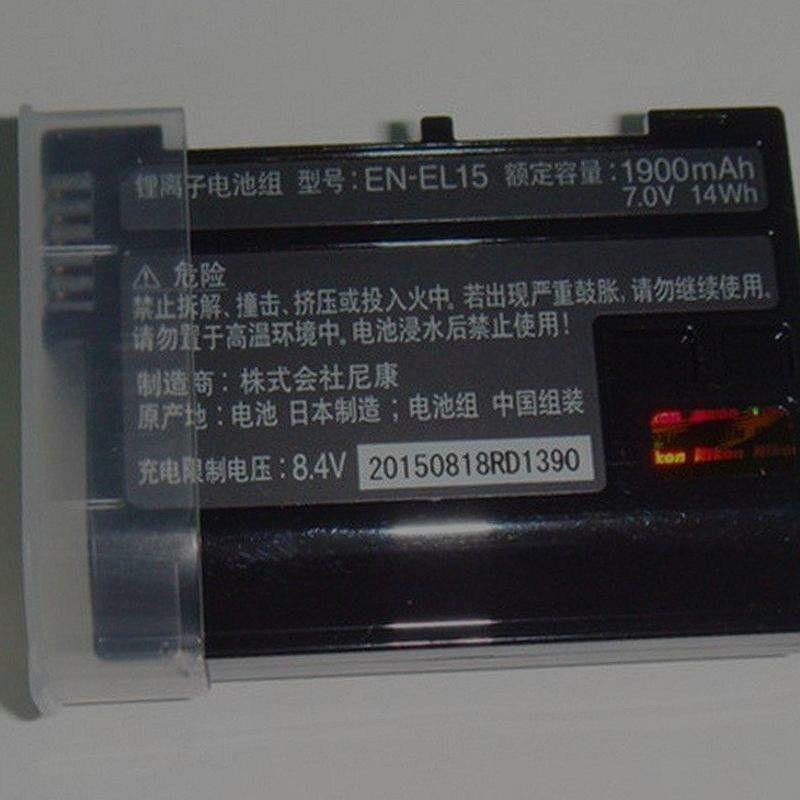 锂离子电池组 型号：EN-EL15 额定容量：1900mAh
7.0V 14Wh
⚠ 危险
禁止拆解、撞击、挤压或投入火中。若出现严重鼓胀，请勿继续使用。
请勿置于高温环境中。电池浸水后禁止使用！
制造商：株式会社尼康
原产地：电池 日本制造；电池组 中国组装
充电限制电压：8.4V 20150818RD1390
kon Nikon Nikon